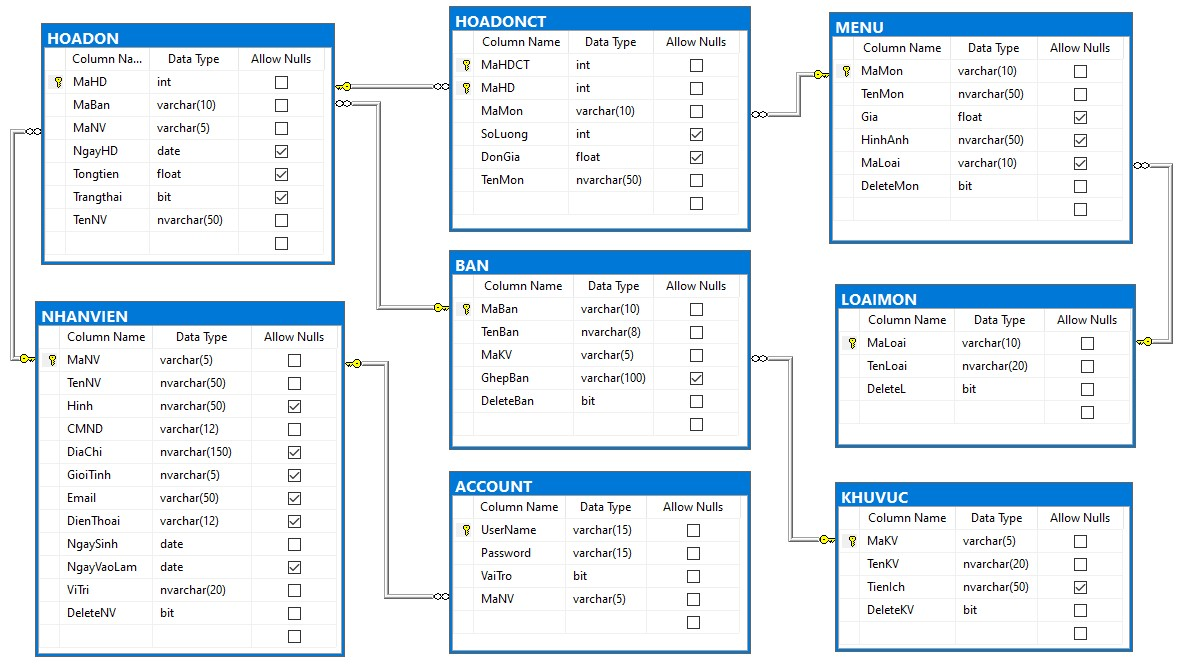 HOADON
Column Na... Data Type Allow Nulls
MaHD int
MaBan varchar(10)
MaNV varchar(5)
NgayHD date
Tongtien float
Trangthai bit
TenNV nvarchar(50)
HOADONCT
Column Name Data Type Allow Nulls
MaHDCT int
MaHD int
MaMon varchar(10)
SoLuong int
DonGia float
TenMon nvarchar(50)
MENU
Column Name Data Type Allow Nulls
MaMon varchar(10)
TenMon nvarchar(50)
Gia float
HinhAnh nvarchar(50)
MaLoai varchar(10)
DeleteMon bit
NHANVIEN
Column Name Data Type Allow Nulls
MaNV varchar(5)
TenNV nvarchar(50)
Hinh nvarchar(50)
CMND varchar(12)
DiaChi nvarchar(150)
GioiTinh nvarchar(5)
Email varchar(50)
DienThoai varchar(12)
NgaySinh date
NgayVaoLam date
ViTri nvarchar(20)
DeleteNV bit
BAN
Column Name Data Type Allow Nulls
MaBan varchar(10)
TenBan nvarchar(8)
MaKV varchar(5)
GhepBan varchar(100)
DeleteBan bit
LOAIMON
Column Name Data Type Allow Nulls
MaLoai varchar(10)
TenLoai nvarchar(20)
DeleteL bit
ACCOUNT
Column Name Data Type Allow Nulls
UserName varchar(15)
Password varchar(15)
VaiTro bit
MaNV varchar(5)
KHUVUC
Column Name Data Type Allow Nulls
MaKV varchar(5)
TenKV nvarchar(20)
TienIch nvarchar(50)
DeleteKV bit